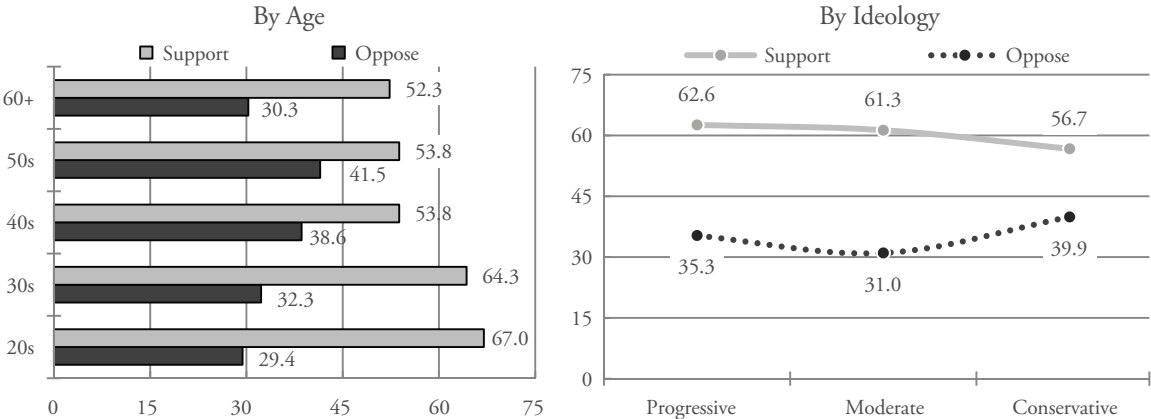 By Age
Support Oppose
60+ 52.3
30.3
50s 53.8
41.5
40s 53.8
38.6
30s 64.3
32.3
20s 67.0
29.4
0 15 30 45 60 75
By Ideology
Support Oppose
75
62.6 61.3 56.7
60
45
30
35.3 31.0 39.9
15
0
Progressive Moderate Conservative